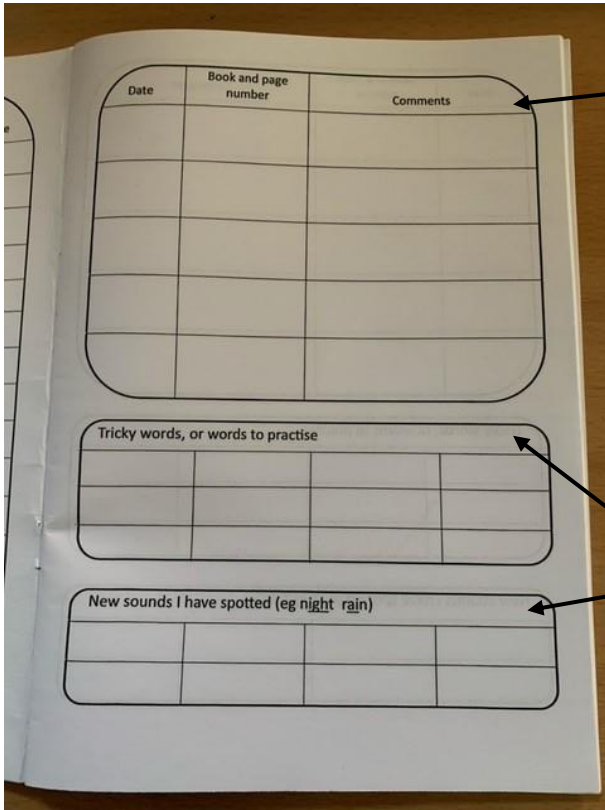 Date
Book and page
number
Comments
Tricky words, or words to practise
New sounds I have spotted (eg night rain)